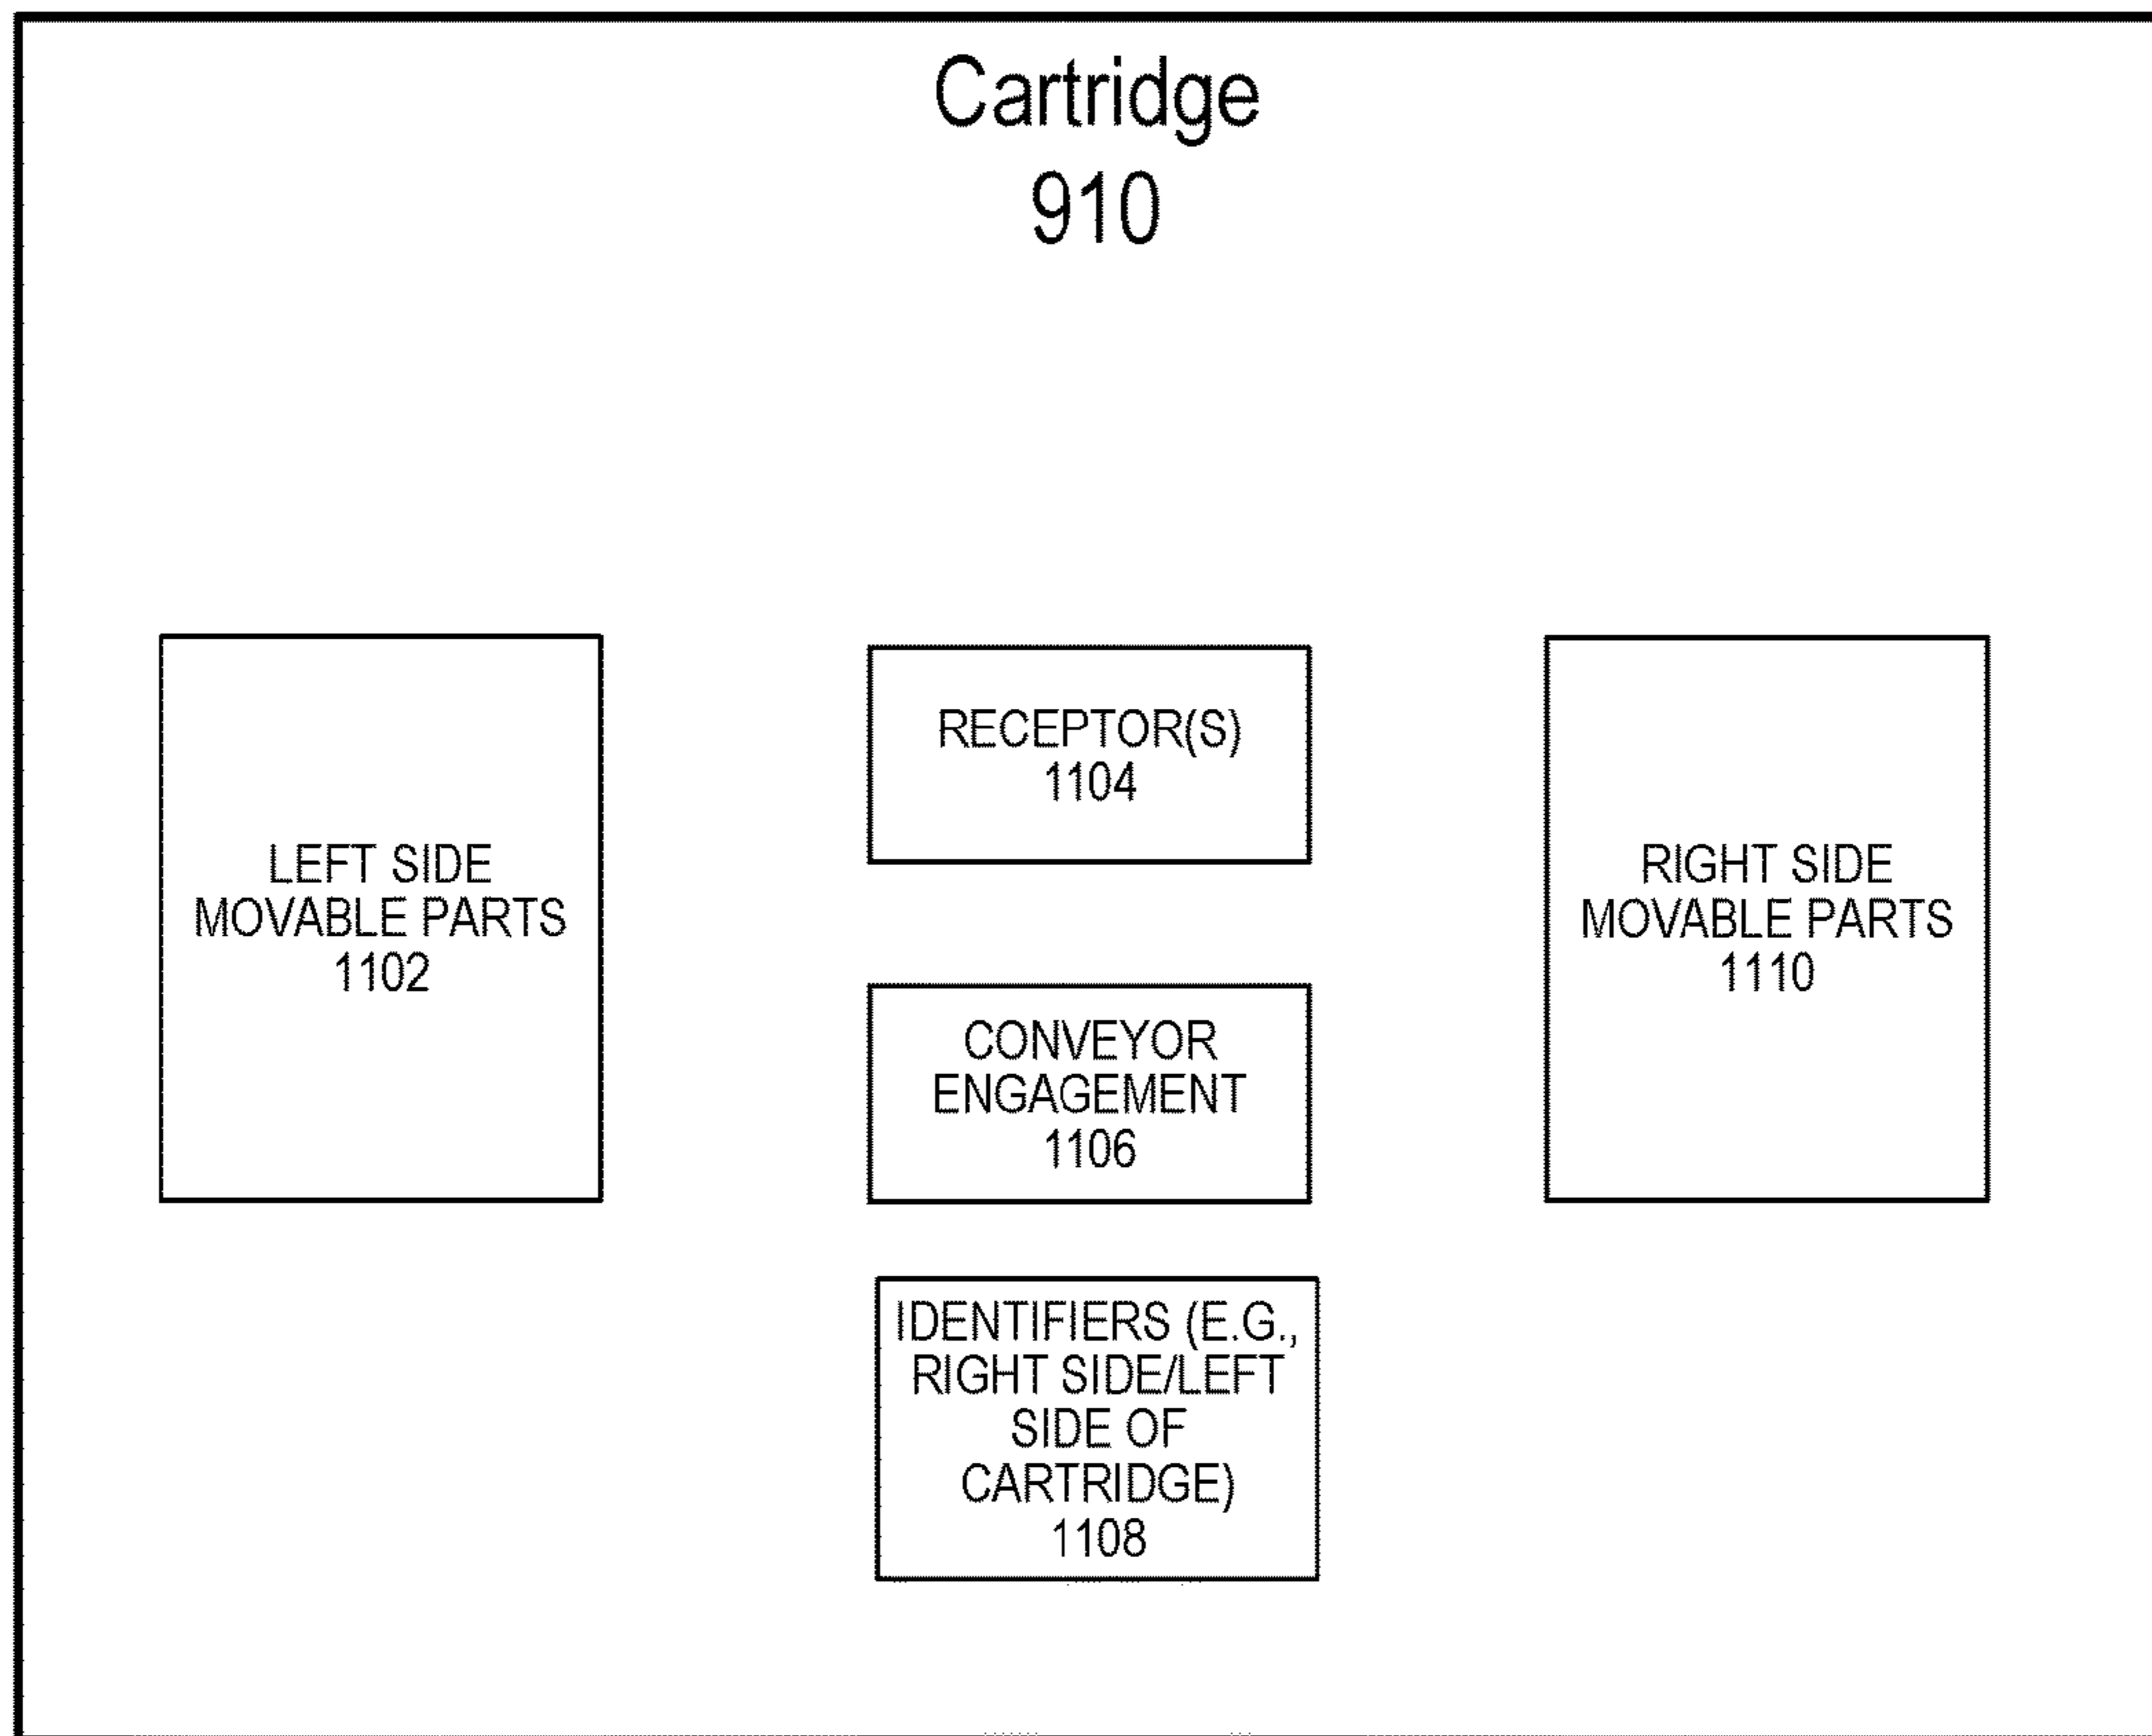 Cartridge
910
LEFT SIDE
MOVABLE PARTS
1102
RECEPTOR(S)
1104
CONVEYOR
ENGAGEMENT
1106
IDENTIFIERS (E.G.,
RIGHT SIDE/LEFT
SIDE OF
CARTRIDGE)
1108
RIGHT SIDE
MOVABLE PARTS
1110